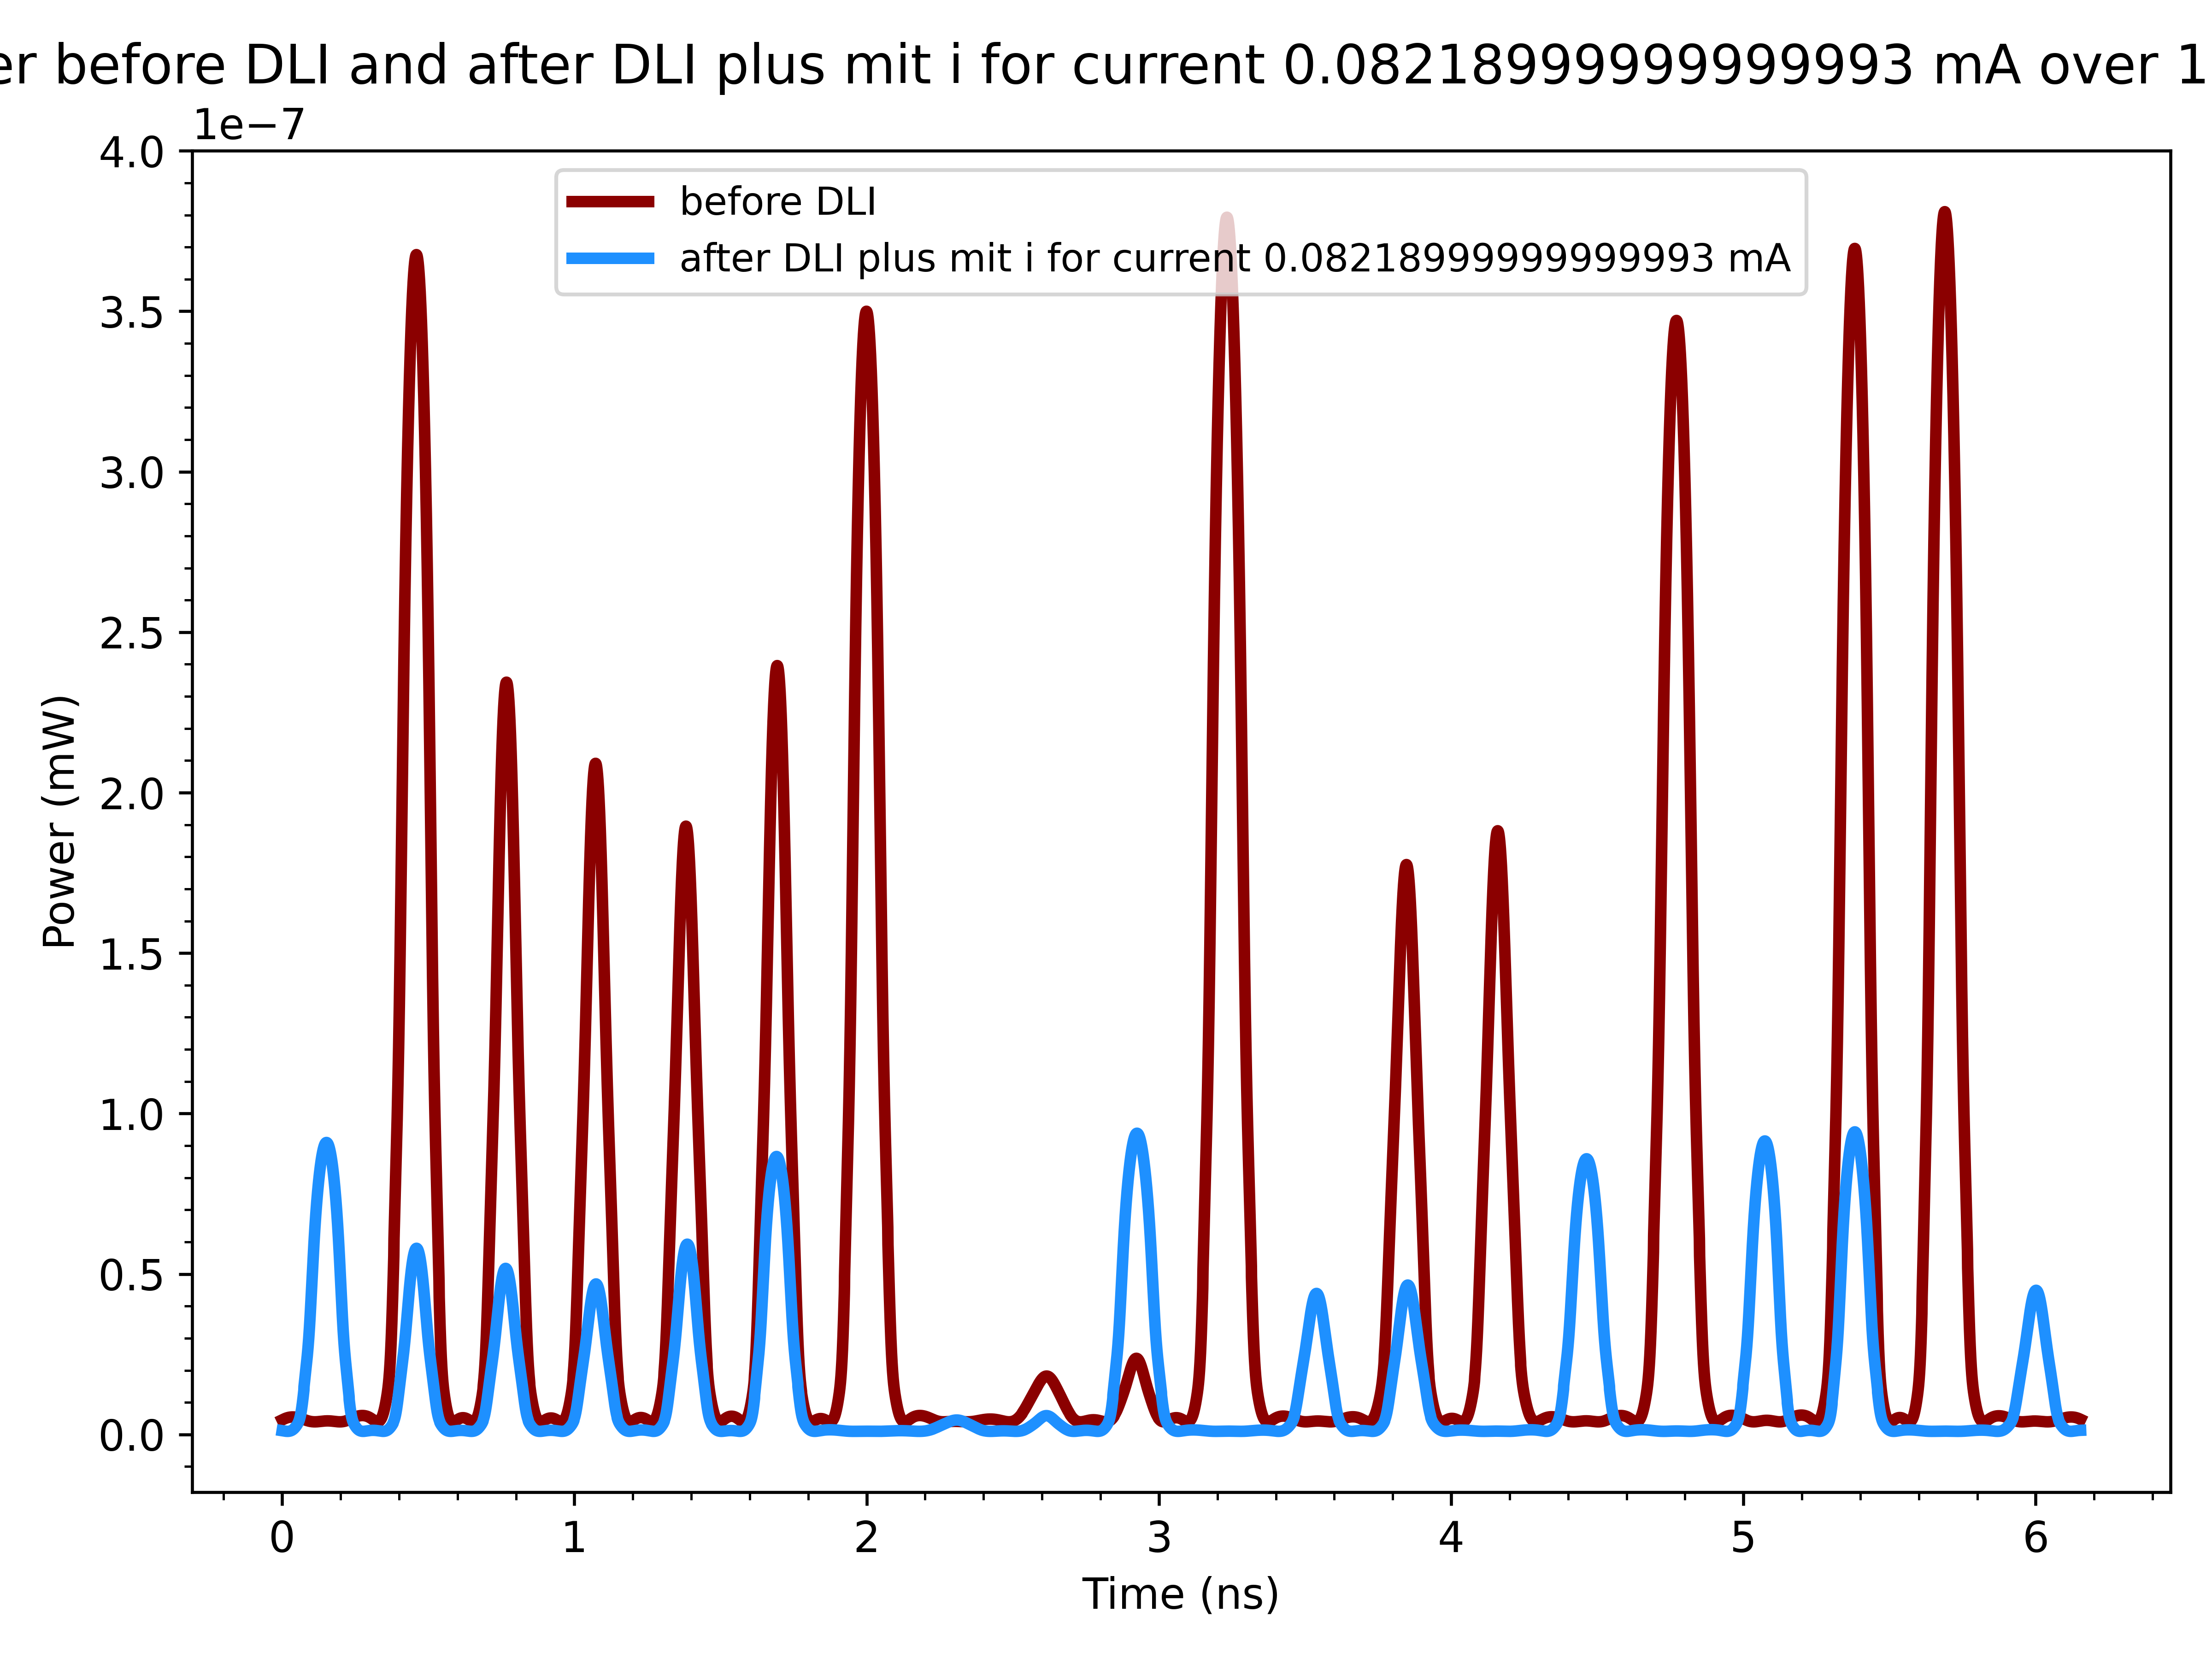 er before DLI and after DLI plus mit i for current 0.08218999999999993 mA over 1
1e−7
before DLI
after DLI plus mit i for current 0.08218999999999993 mA
4.0
3.5
3.0
2.5
2.0
1.5
1.0
0.5
0.0
Power (mW)
0 1 2 3 4 5 6
Time (ns)